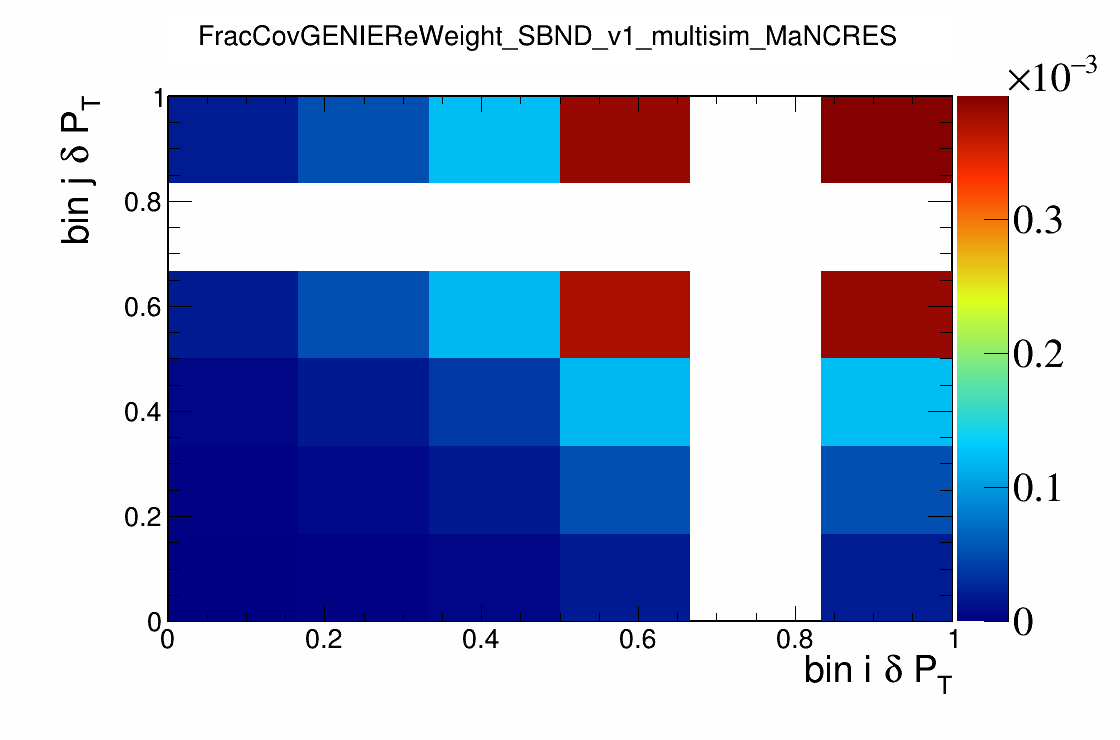 FracCovGENIEReWeight_SBND_v1_multisim_MaNCRES
×10⁻³
bin j δ P_T
1
0.8
0.6
0.4
0.2
0
0 0.2 0.4 0.6 0.8 1
bin i δ P_T
0.3
0.2
0.1
0